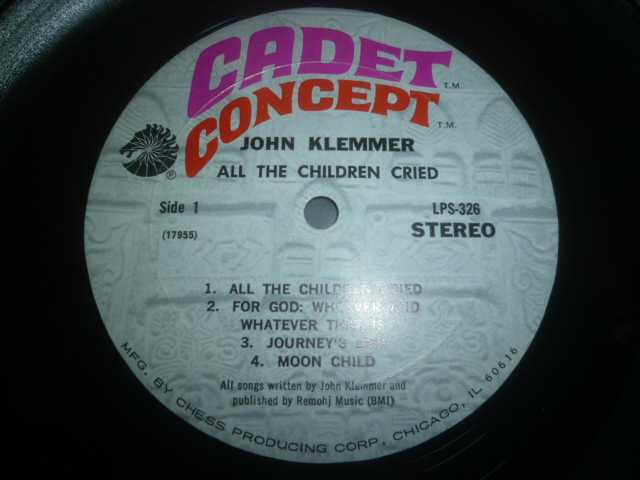 CADET T.M.
CONCEPT T.M.
®
JOHN KLEMMER
ALL THE CHILDREN CRIED
Side 1
LPS-326
(17955)
STEREO
1. ALL THE CHILDREN CRIED
2. FOR GOD: WHOEVER AND
WHATEVER THAT IS
3. JOURNEY'S END
4. MOON CHILD
All songs written by John Klemmer and
published by Remohj Music (BMI)
MFG. BY CHESS PRODUCING CORP., CHICAGO, IL 60616